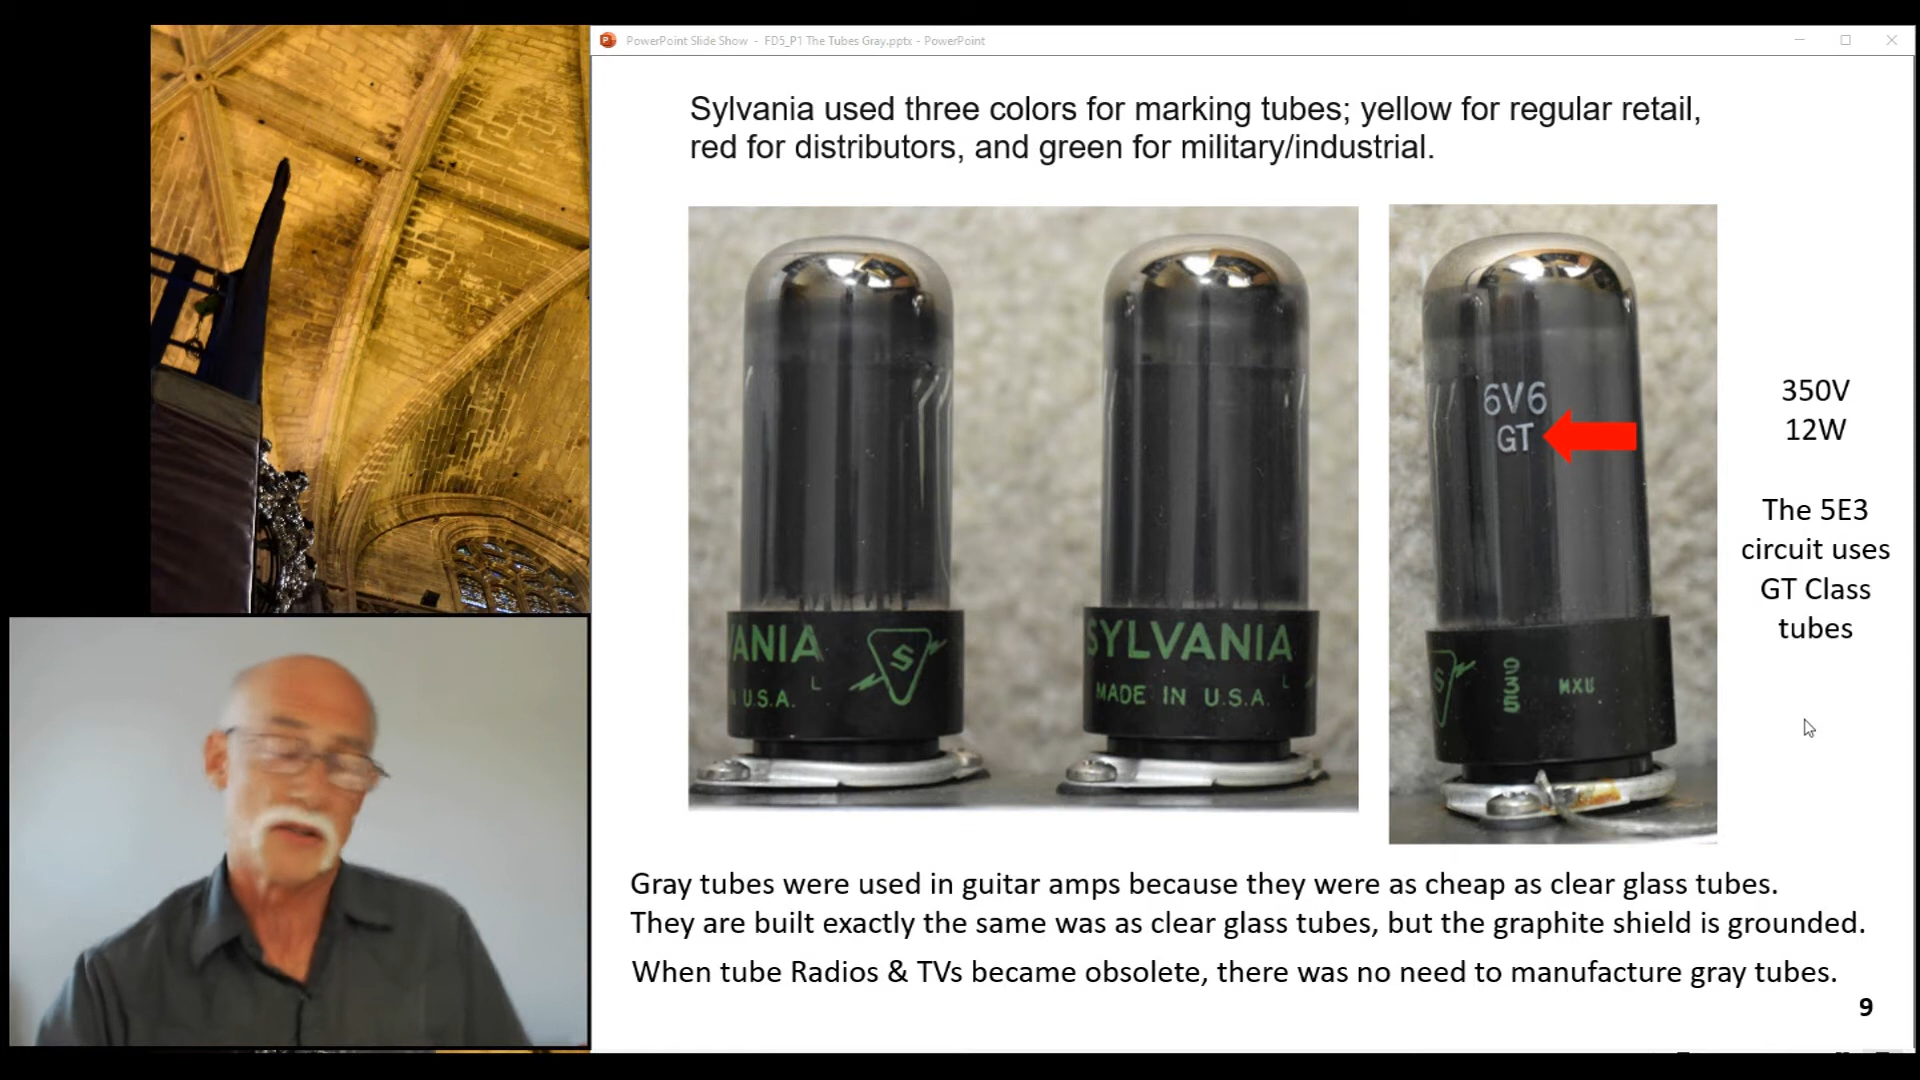 PowerPoint Slide Show - FD5_P1 The Tubes Gray.pptx - PowerPoint
Sylvania used three colors for marking tubes; yellow for regular retail,
red for distributors, and green for military/industrial.
VANIA
N U.S.A.
L
S
SYLVANIA
MADE IN U.S.A.
L
6V6
GT
S
035
MXU
350V
12W
The 5E3
circuit uses
GT Class
tubes
Gray tubes were used in guitar amps because they were as cheap as clear glass tubes.
They are built exactly the same was as clear glass tubes, but the graphite shield is grounded.
When tube Radios & TVs became obsolete, there was no need to manufacture gray tubes.
9